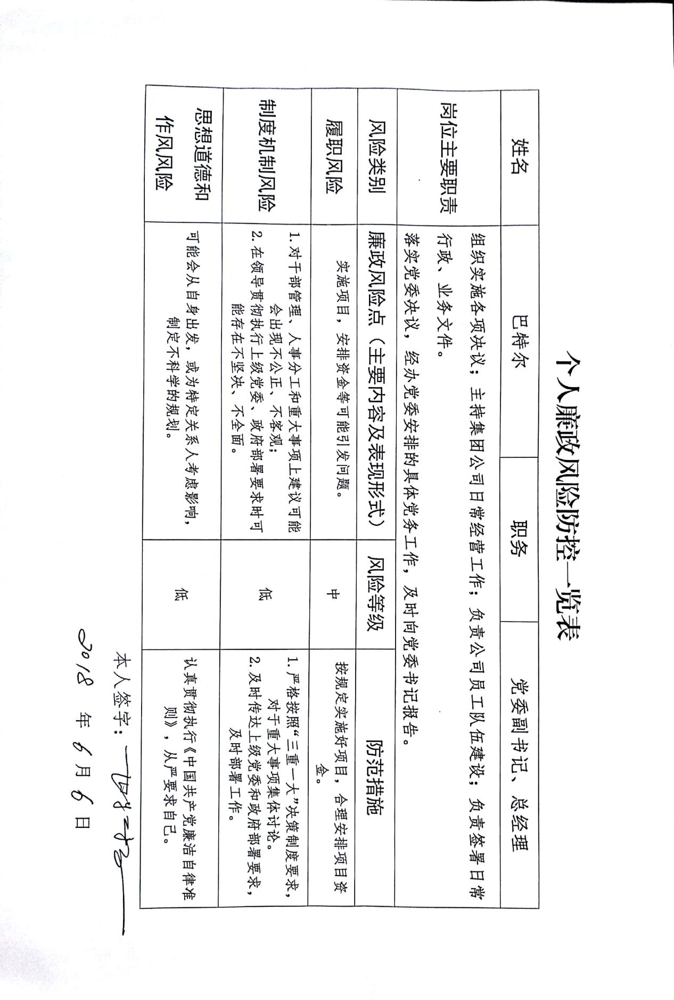 个人廉政风险防控一览表
姓名 巴特尔 职务 党委副书记、总经理
岗位主要职责
组织实施各项决议；主持集团公司日常经营工作；负责公司员工队伍建设；负责签署日常
行政、业务文件。
落实党委决议，经办党委安排的具体党务工作，及时向党委书记报告。
风险类别 廉政风险点（主要内容及表现形式） 风险等级 防范措施
履职风险
实施项目，安排资金等可能引发问题。
中
按规定实施好项目，合理安排项目资
金。
制度机制风险
1.对干部管理、人事分工和重大事项上建议可能
会出现不公正、不客观；
2.在领导贯彻执行上级党委、政府部署要求时可
能存在不坚决、不全面。
低
1.严格按照“三重一大”决策制度要求，
对于重大事项集体讨论。
2.及时传达上级党委和政府部署要求，
及时部署工作。
思想道德和
作风风险
可能会从自身出发，或为特定关系人考虑影响，
制定不科学的规划。
低
认真贯彻执行《中国共产党廉洁自律准
则》，从严要求自己。
本人签字：
2018 年 6 月 6 日